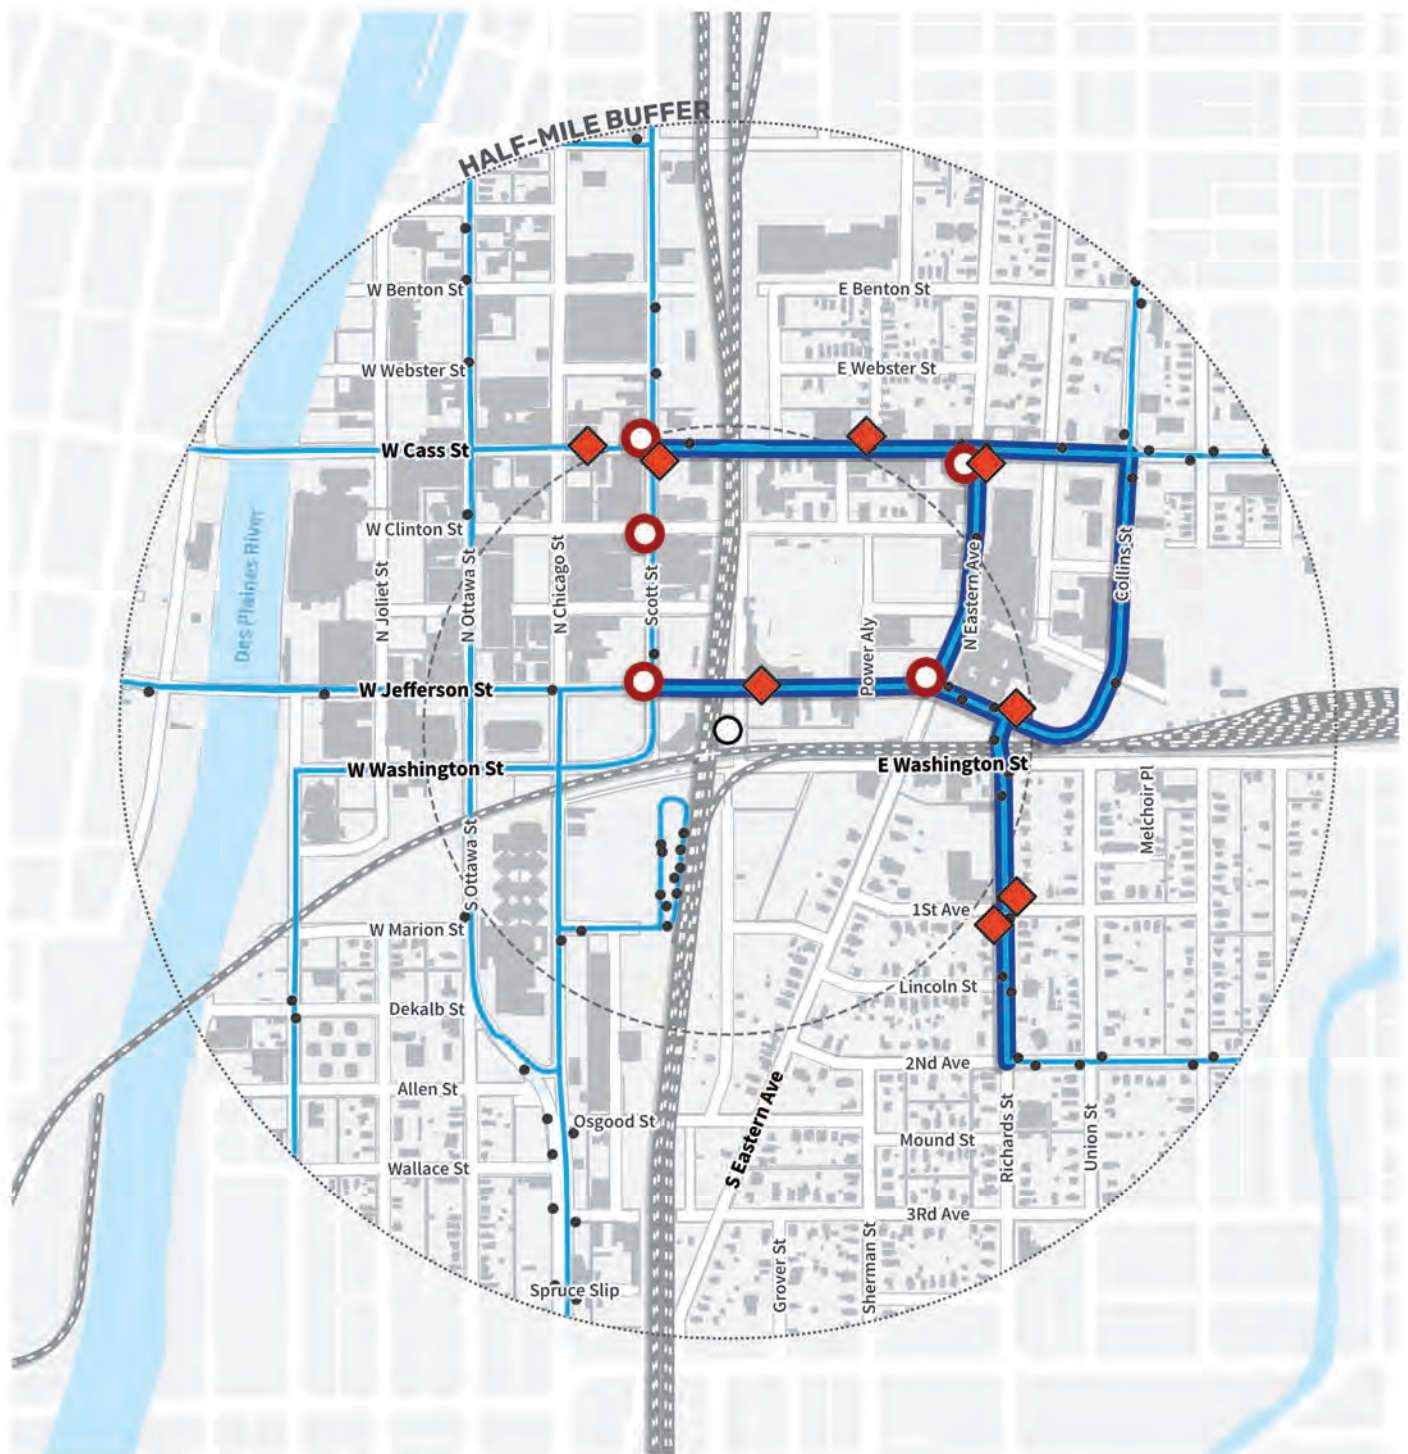 HALF-MILE BUFFER
W Benton St
E Benton St
W Webster St
E Webster St
W Cass St
W Clinton St
Des Plaines River
N Joliet St
N Ottawa St
N Chicago St
Scott St
Power Aly
N Eastern Ave
Collins St
W Jefferson St
W Washington St
E Washington St
Melchoir Pl
S Ottawa St
W Marion St
1St Ave
Dekalb St
Lincoln St
2Nd Ave
Allen St
Osgood St
S Eastern Ave
Mound St
Richards St
Union St
Wallace St
3Rd Ave
Grover St
Sherman St
Spruce Slip